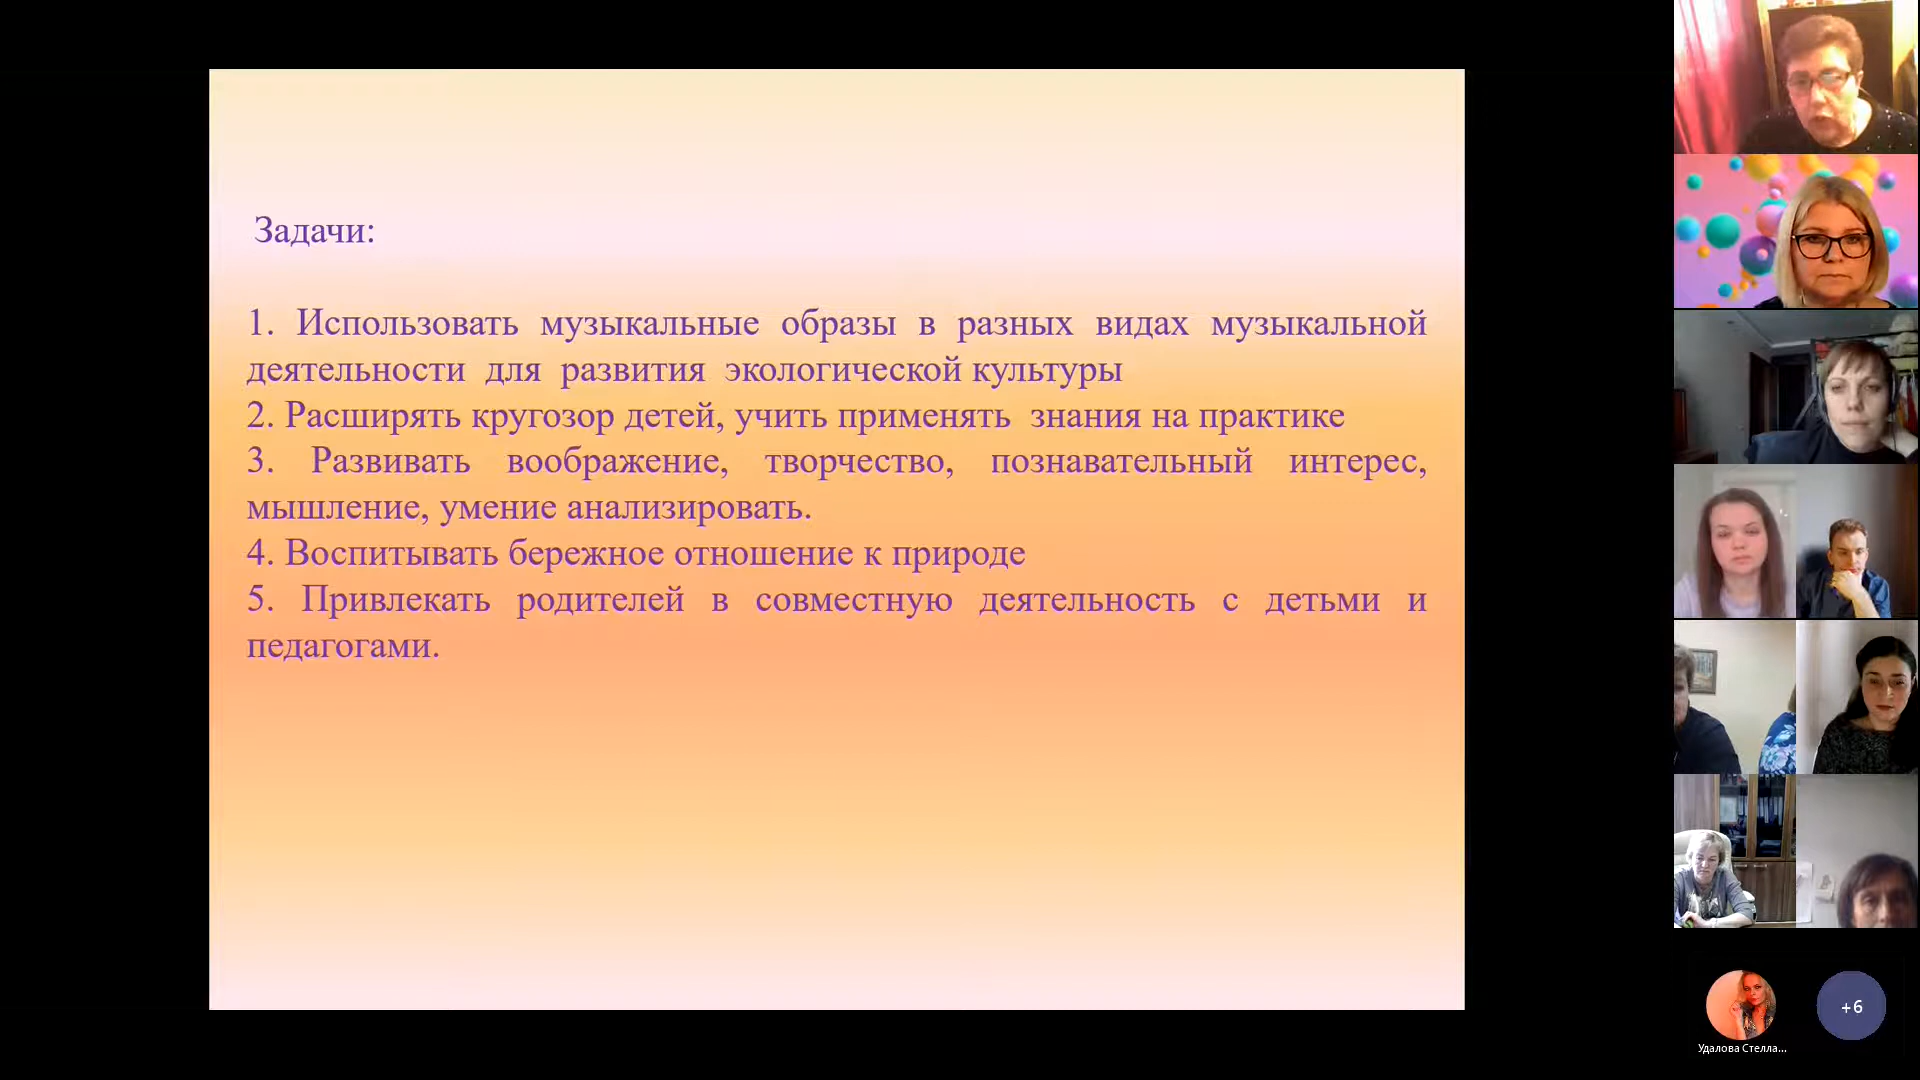 Задачи:
1. Использовать музыкальные образы в разных видах музыкальной
деятельности для развития экологической культуры
2. Расширять кругозор детей, учить применять знания на практике
3. Развивать воображение, творчество, познавательный интерес,
мышление, умение анализировать.
4. Воспитывать бережное отношение к природе
5. Привлекать родителей в совместную деятельность с детьми и
педагогами.
+6
Удалова Стелла...